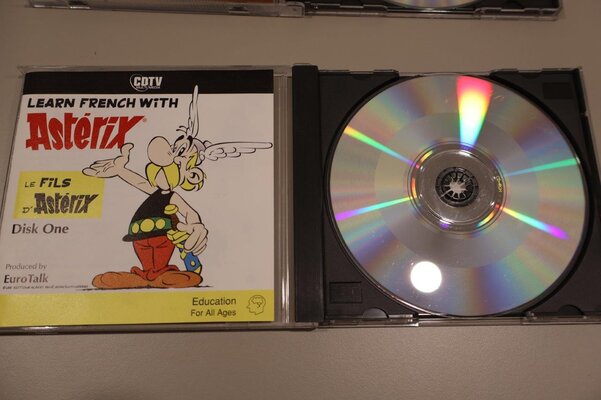 CDTV
LEARN FRENCH WITH
Astérix
LE FILS
D'Astérix
Disk One
Produced by
EuroTalk
Education
For All Ages